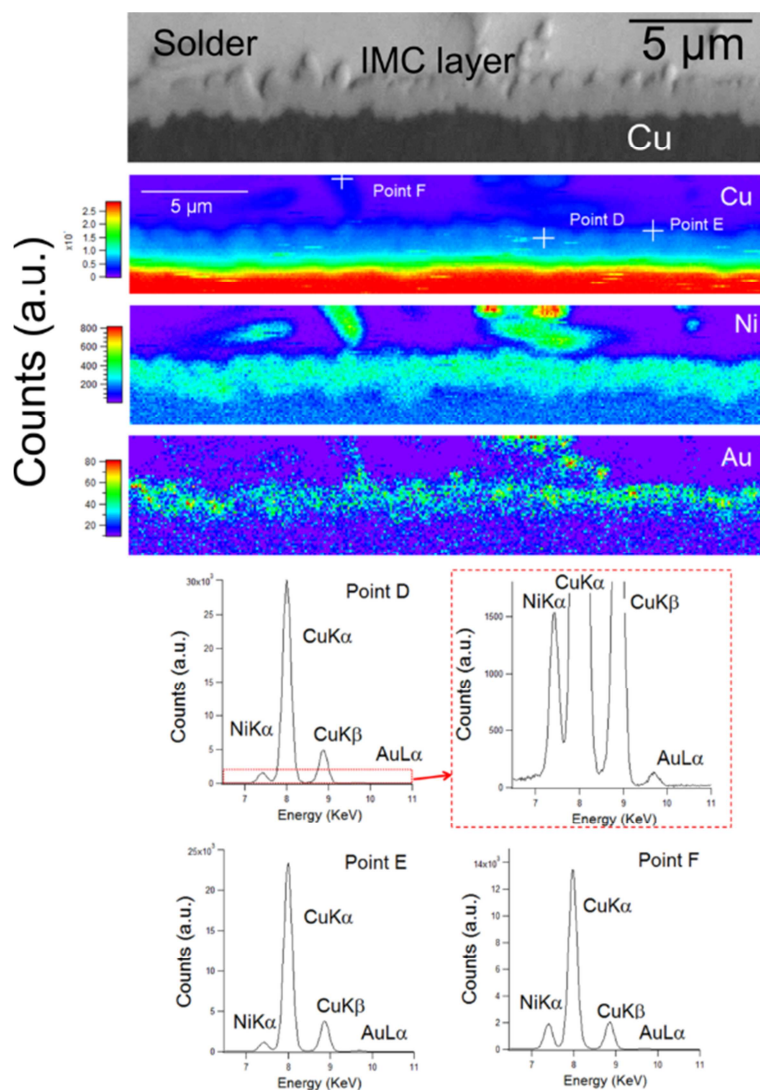 Solder
IMC layer
5 µm
Cu
Counts (a.u.)
5 µm
Point F
Point D
Point E
Cu
2.5
2.0
1.5
1.0
0.5
0
Ni
800
600
400
200
Au
80
60
40
20
30x10³
25
20
15
10
5
0
Counts (a.u.)
Point D
CuKα
NiKα
CuKβ
AuLα
7 8 9 10 11
Energy (KeV)
1500
1000
500
0
Counts (a.u.)
CuKα
NiKα
CuKβ
AuLα
7 8 9 10 11
Energy (KeV)
25x10³
20
15
10
5
0
Counts (a.u.)
Point E
CuKα
NiKα
CuKβ
AuLα
7 8 9 10 11
Energy (KeV)
14x10³
12
10
8
6
4
2
0
Counts (a.u.)
Point F
CuKα
NiKα
CuKβ
AuLα
7 8 9 10 11
Energy (KeV)